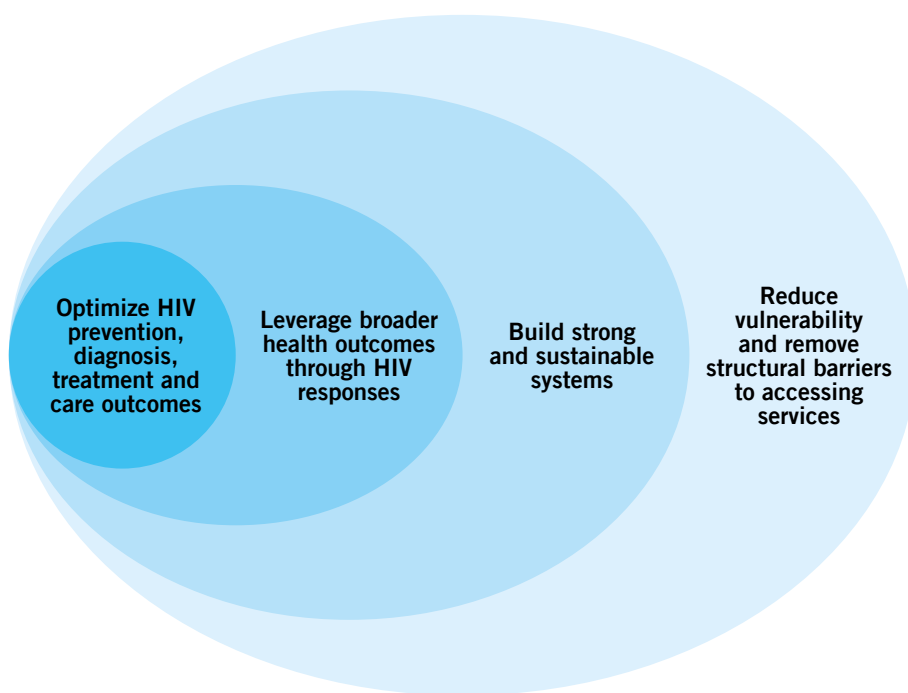 Optimize HIV
prevention,
diagnosis,
treatment and
care outcomes
Leverage broader
health outcomes
through HIV
responses
Build strong
and sustainable
systems
Reduce
vulnerability
and remove
structural barriers
to accessing
services